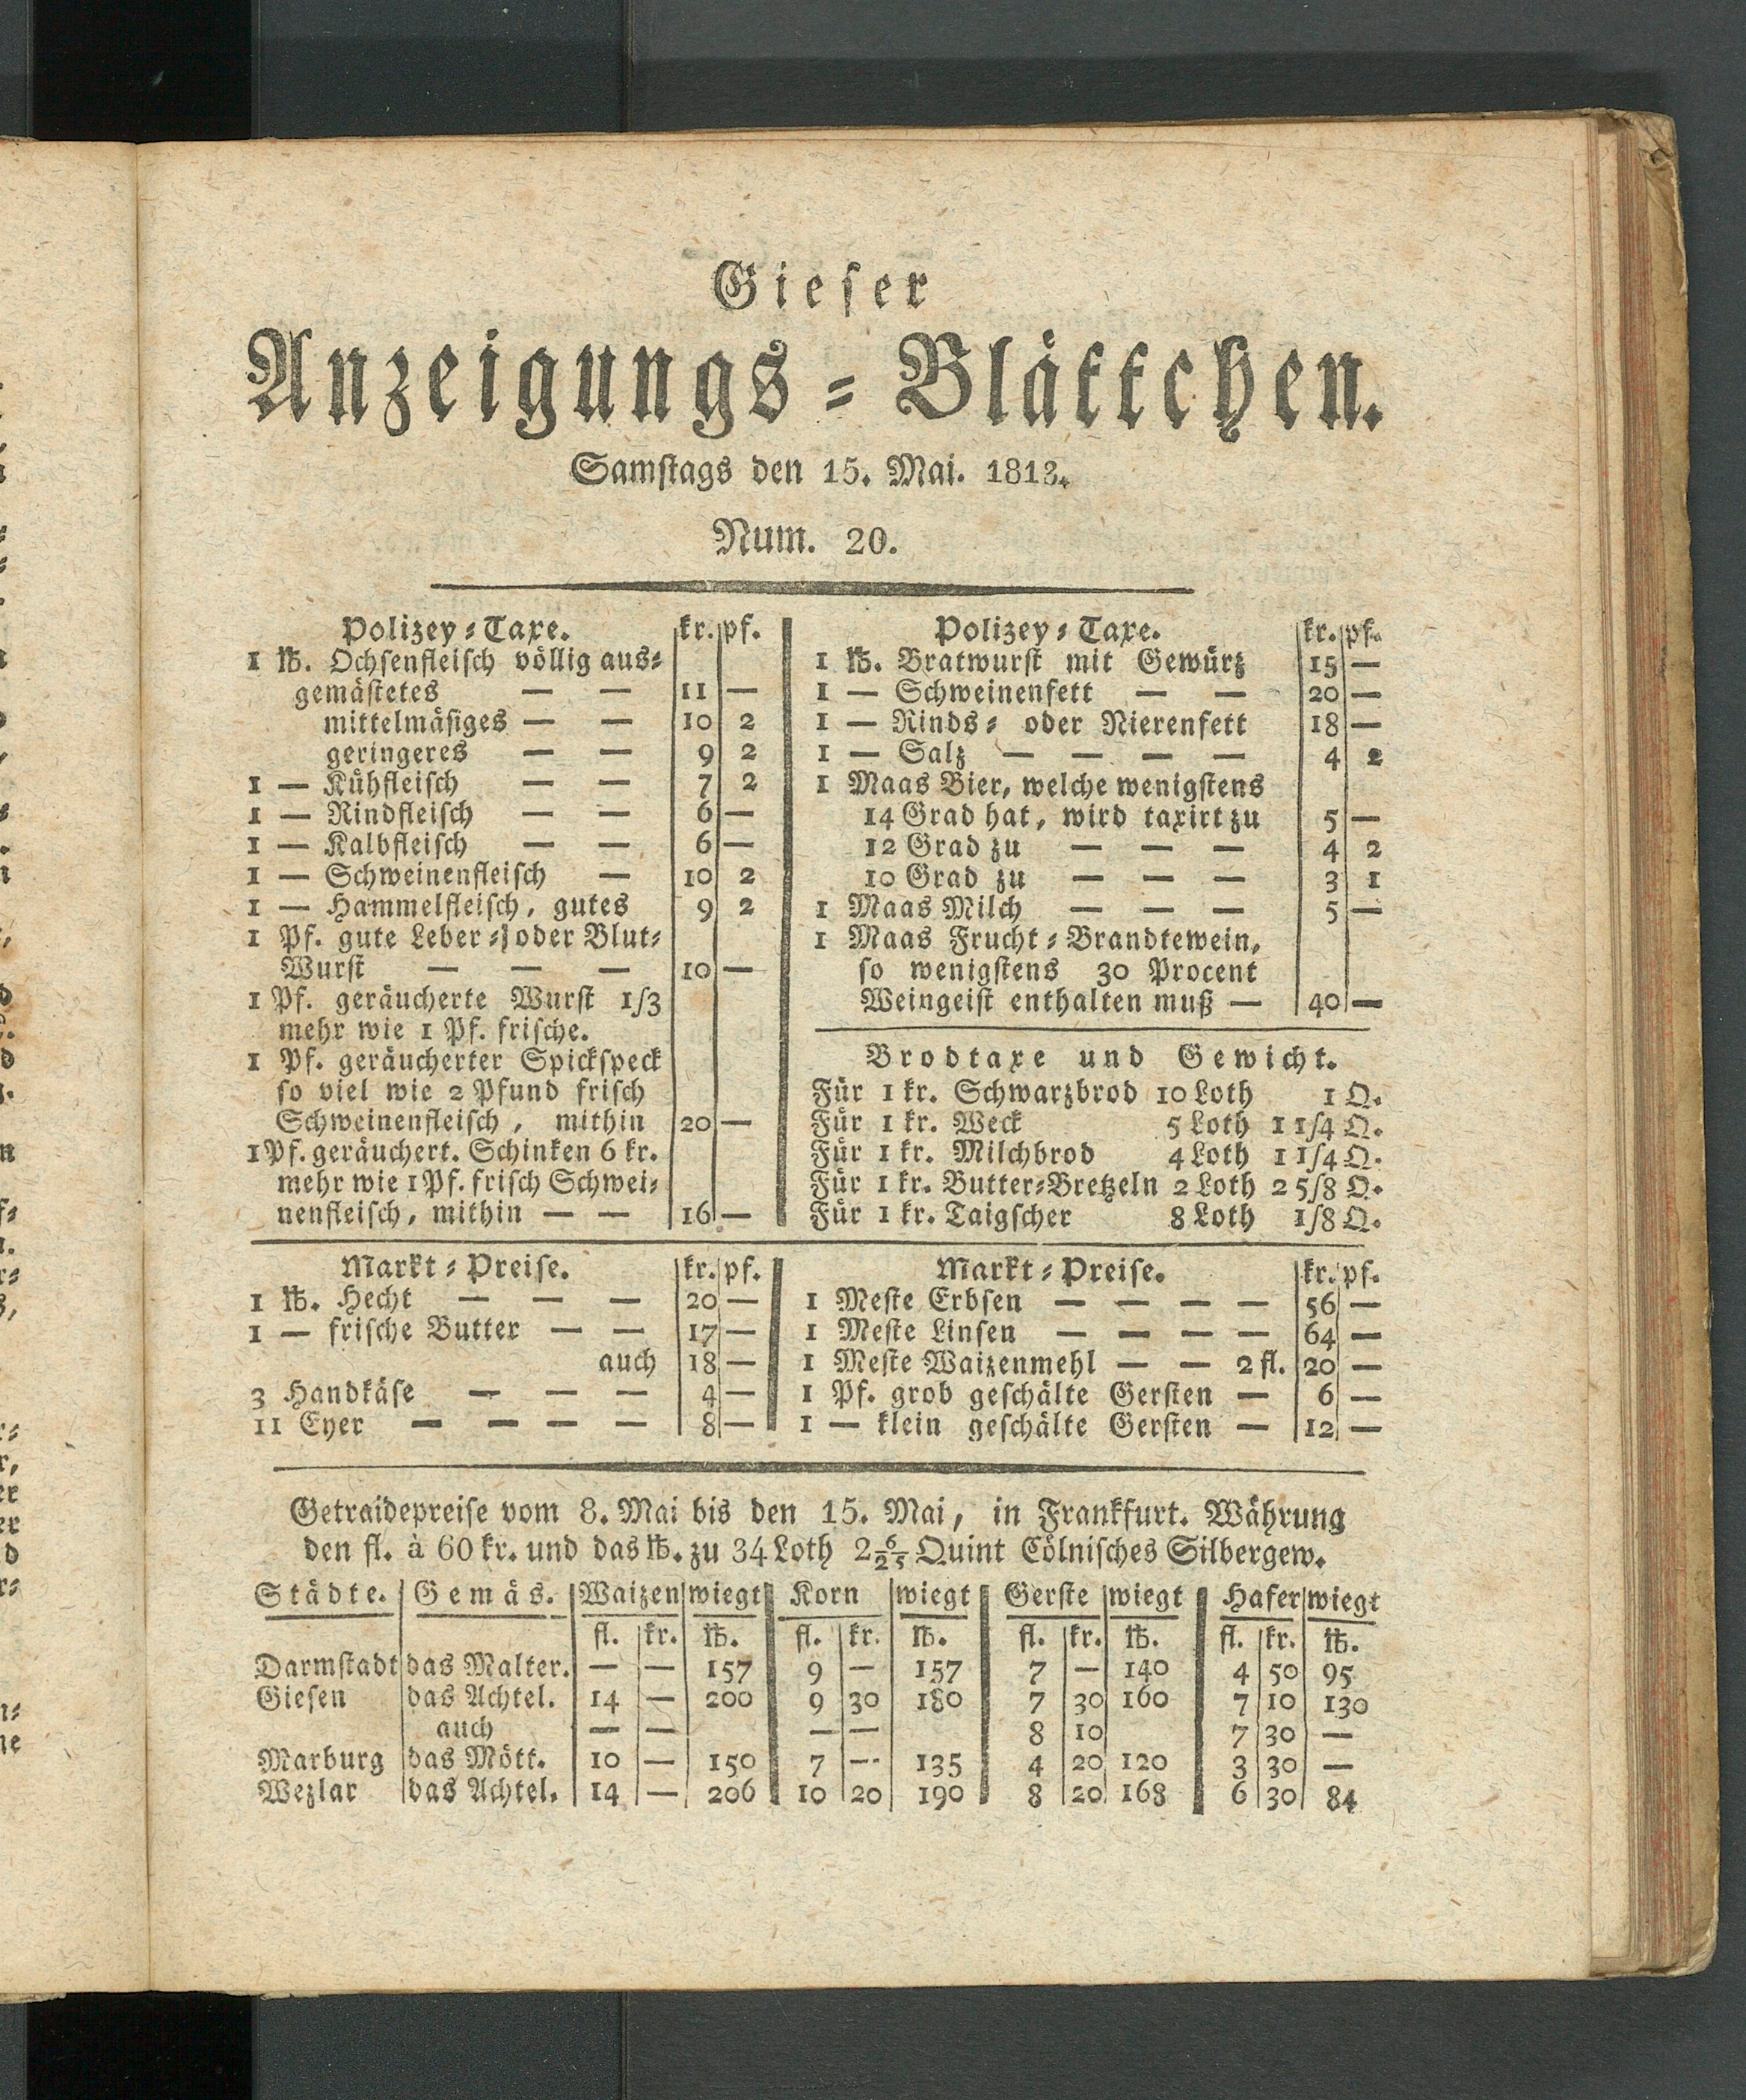 Gieser
Anzeigungs-Blättchen.
Samstags den 15. Mai. 1813.
Num. 20.
Polizey-Taxe. kr. pf.
1 ℔. Ochsenfleisch völlig aus-
gemästetes — — 11 —
mittelmäsiges — — 10 2
geringeres — — 9 2
1 — Kühfleisch — — 7 2
1 — Rindfleisch — — 6 —
1 — Kalbfleisch — — 6 —
1 — Schweinenfleisch — 10 2
1 — Hammelfleisch, gutes 9 2
1 Pf. gute Leber- oder Blut-
Wurst — — — 10 —
1 Pf. geräucherte Wurst 1/3
mehr wie 1 Pf. frische.
1 Pf. geräucherter Spickspeck
so viel wie 2 Pfund frisch
Schweinenfleisch, mithin 20 —
1 Pf. geräuchert. Schinken 6 kr.
mehr wie 1 Pf. frisch Schwei-
nenfleisch, mithin — — 16 —
Polizey-Taxe. kr. pf.
1 ℔. Bratwurst mit Gewürz 15 —
1 — Schweinenfett — — 20 —
1 — Rinds- oder Nierenfett 18 —
1 — Salz — — — — 4 2
1 Maas Bier, welche wenigstens
14 Grad hat, wird taxirt zu 5 —
12 Grad zu — — — 4 2
10 Grad zu — — — 3 1
1 Maas Milch — — — 5 —
1 Maas Frucht-Brandtewein,
so wenigstens 30 Procent
Weingeist enthalten muß — 40 —
Brodtaxe und Gewicht.
Für 1 kr. Schwarzbrod 10 Loth 1 Q.
Für 1 kr. Weck 5 Loth 1 1/4 Q.
Für 1 kr. Milchbrod 4 Loth 1 1/4 Q.
Für 1 kr. Butter-Bretzeln 2 Loth 2 5/8 Q.
Für 1 kr. Taigscher 8 Loth 1/8 Q.
Markt-Preise. kr. pf.
1 ℔. Hecht — — — 20 —
1 — frische Butter — — 17 —
auch 18 —
3 Handkäse — — — 4 —
11 Eyer — — — — 8 —
Markt-Preise. kr. pf.
1 Meste Erbsen — — — — 56 —
1 Meste Linsen — — — — 64 —
1 Meste Waizenmehl — — 2 fl. 20 —
1 Pf. grob geschälte Gersten — 6 —
1 — klein geschälte Gersten — 12 —
Getraidepreise vom 8. Mai bis den 15. Mai, in Frankfurt. Währung
den fl. à 60 kr. und das ℔. zu 34 Loth 2 6/25 Quint Cölnisches Silbergew.
Städte. Gemäs. Waizen wiegt Korn wiegt Gerste wiegt Hafer wiegt
fl. kr. ℔. fl. kr. ℔. fl. kr. ℔. fl. kr. ℔.
Darmstadt das Malter. — — 157 9 — 157 7 — 140 4 50 95
Giesen das Achtel. 14 — 200 9 30 180 7 30 160 7 10 130
auch — — — — 8 10 7 30 —
Marburg das Mött. 10 — 150 7 — 135 4 20 120 3 30 —
Wezlar das Achtel. 14 — 206 10 20 190 8 20 168 6 30 84